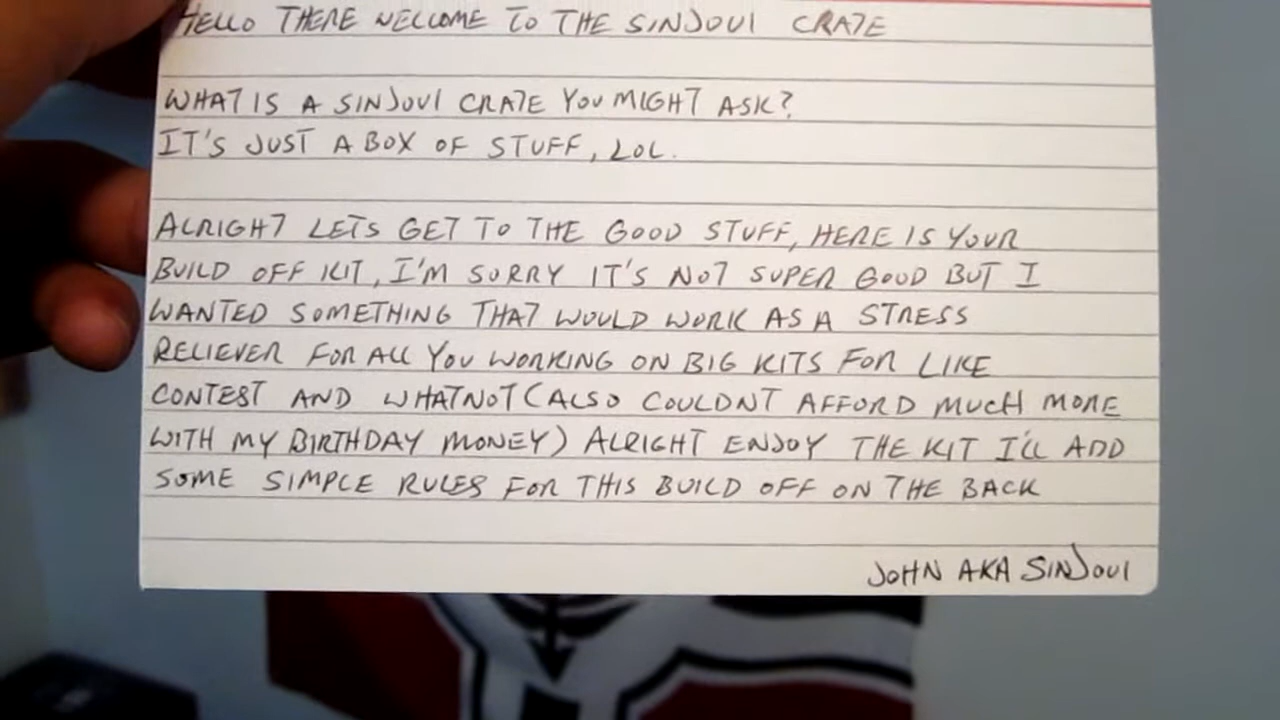 HELLO THERE WELLCOME TO THE SINJOUI CRATE
WHAT IS A SINJOUI CRATE YOU MIGHT ASK?
IT'S JUST A BOX OF STUFF, LOL.
ALRIGHT LETS GET TO THE GOOD STUFF, HERE IS YOUR
BUILD OFF KIT, I'M SORRY IT'S NOT SUPER GOOD BUT I
WANTED SOMETHING THAT WOULD WORK AS A STRESS
RELIEVER FOR ALL YOU WORKING ON BIG KITS FOR LIKE
CONTEST AND WHATNOT (ALSO COULDNT AFFORD MUCH MORE
WITH MY BIRTHDAY MONEY) ALRIGHT ENJOY THE KIT I'LL ADD
SOME SIMPLE RULES FOR THIS BUILD OFF ON THE BACK
JOHN AKA SINJOUI